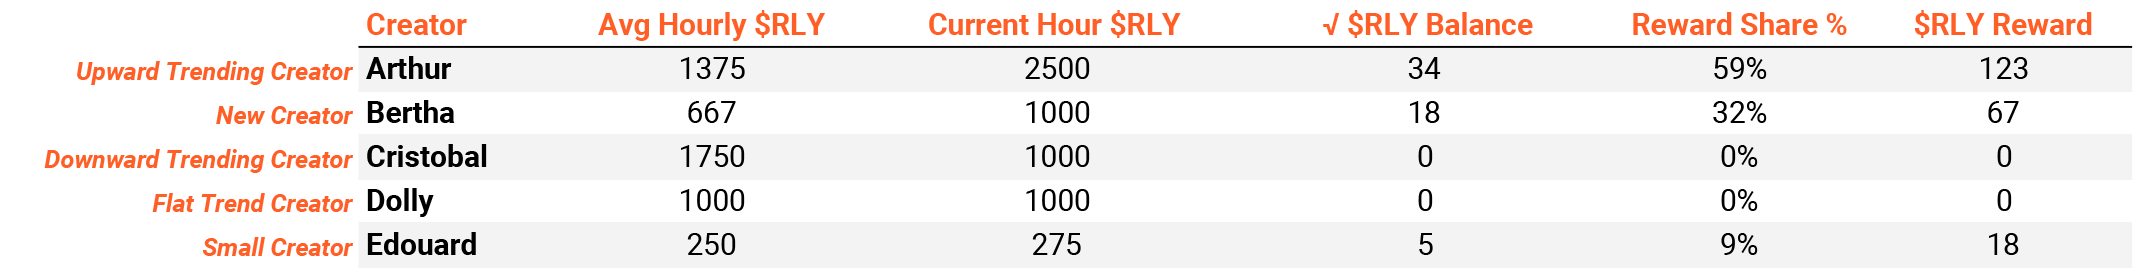 Creator Avg Hourly $RLY Current Hour $RLY √ $RLY Balance Reward Share % $RLY Reward
Upward Trending Creator Arthur 1375 2500 34 59% 123
New Creator Bertha 667 1000 18 32% 67
Downward Trending Creator Cristobal 1750 1000 0 0% 0
Flat Trend Creator Dolly 1000 1000 0 0% 0
Small Creator Edouard 250 275 5 9% 18